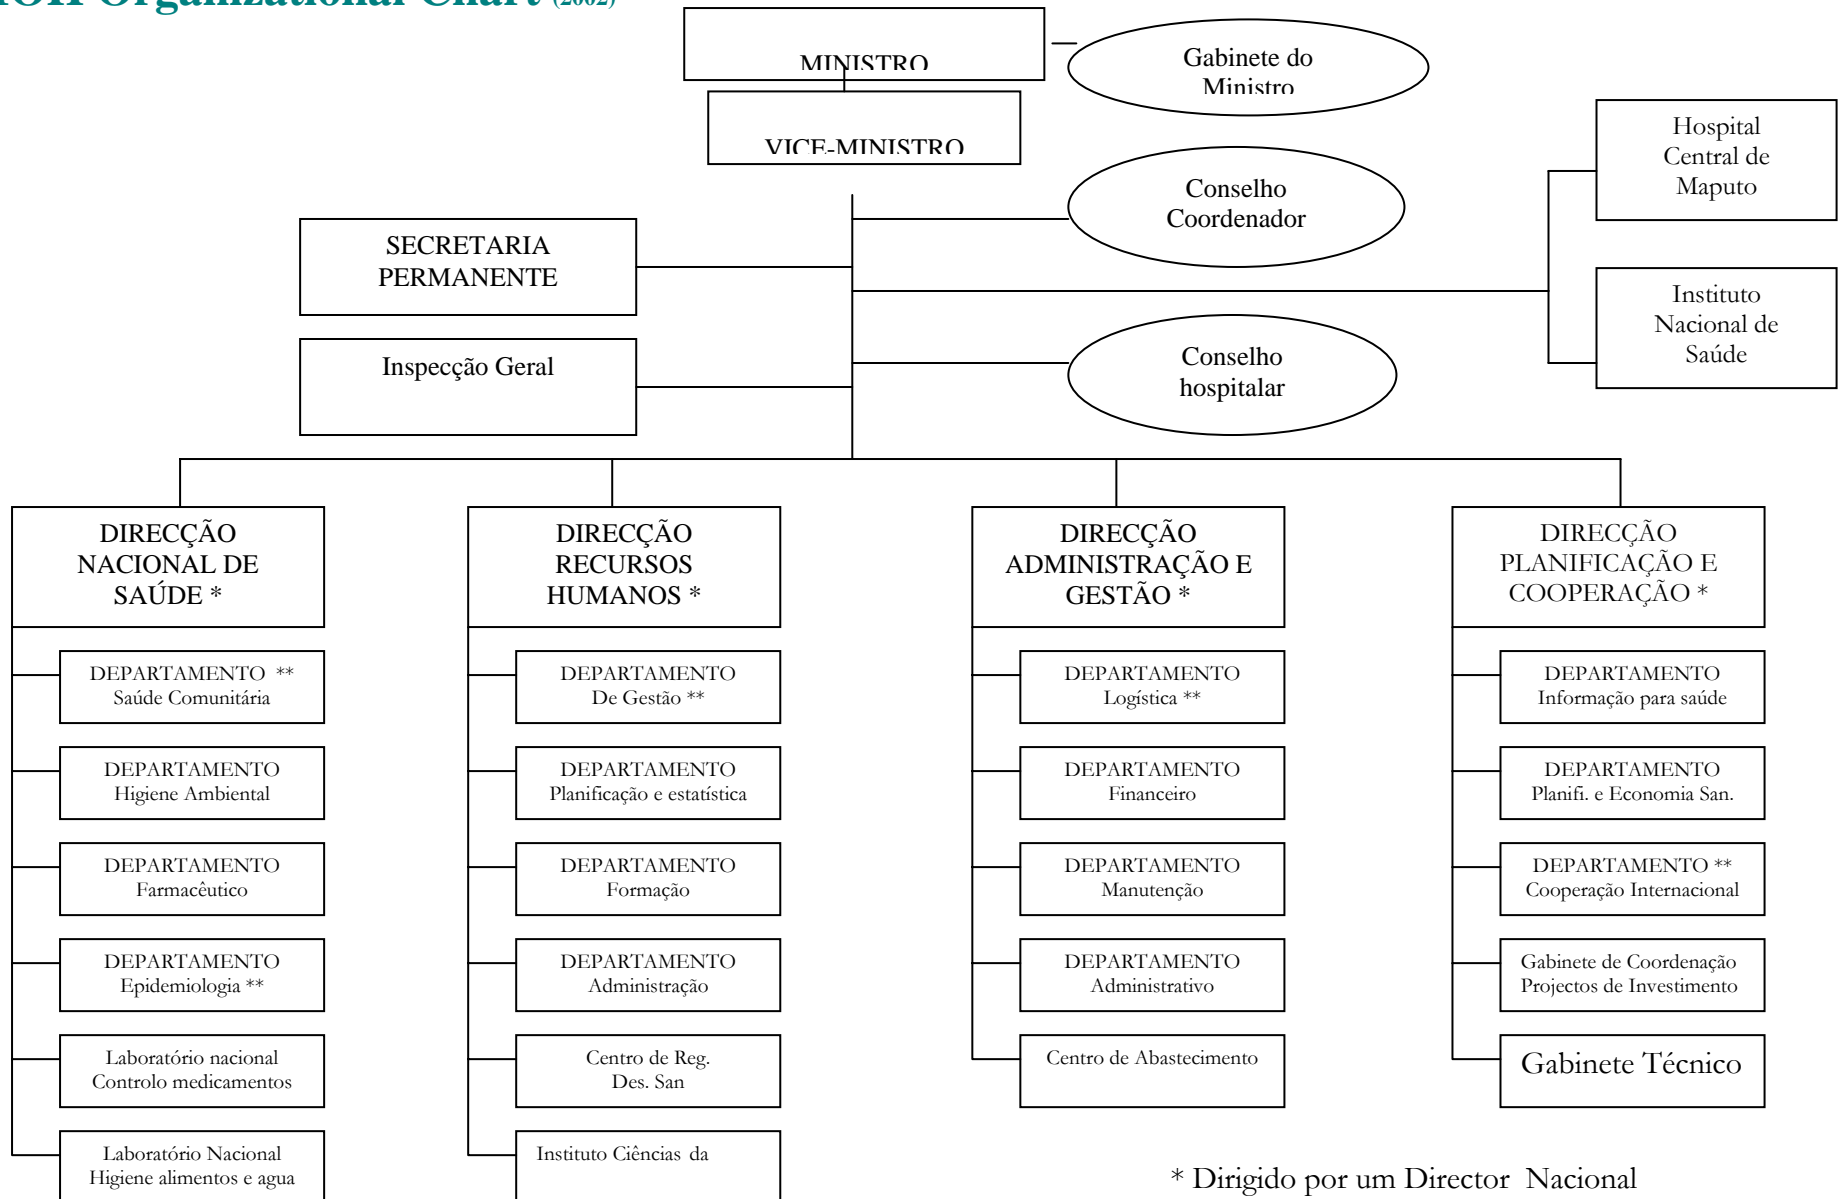 Organizational Chart (2002)
MINISTRO
Gabinete do
Ministro
VICE-MINISTRO
Hospital
Central de
Maputo
Conselho
Coordenador
SECRETARIA
PERMANENTE
Instituto
Nacional de
Saúde
Inspecção Geral
Conselho
hospitalar
DIRECÇÃO
NACIONAL DE
SAÚDE *
DEPARTAMENTO **
Saúde Comunitária
DEPARTAMENTO
Higiene Ambiental
DEPARTAMENTO
Farmacêutico
DEPARTAMENTO
Epidemiologia **
Laboratório nacional
Controlo medicamentos
Laboratório Nacional
Higiene alimentos e agua
DIRECÇÃO
RECURSOS
HUMANOS *
DEPARTAMENTO
De Gestão **
DEPARTAMENTO
Planificação e estatística
DEPARTAMENTO
Formação
DEPARTAMENTO
Administração
Centro de Reg.
Des. San
Instituto Ciências da
DIRECÇÃO
ADMINISTRAÇÃO E
GESTÃO *
DEPARTAMENTO
Logística **
DEPARTAMENTO
Financeiro
DEPARTAMENTO
Manutenção
DEPARTAMENTO
Administrativo
Centro de Abastecimento
DIRECÇÃO
PLANIFICAÇÃO E
COOPERAÇÃO *
DEPARTAMENTO
Informação para saúde
DEPARTAMENTO
Planifi. e Economia San.
DEPARTAMENTO **
Cooperação Internacional
Gabinete de Coordenação
Projectos de Investimento
Gabinete Técnico
* Dirigido por um Director Nacional